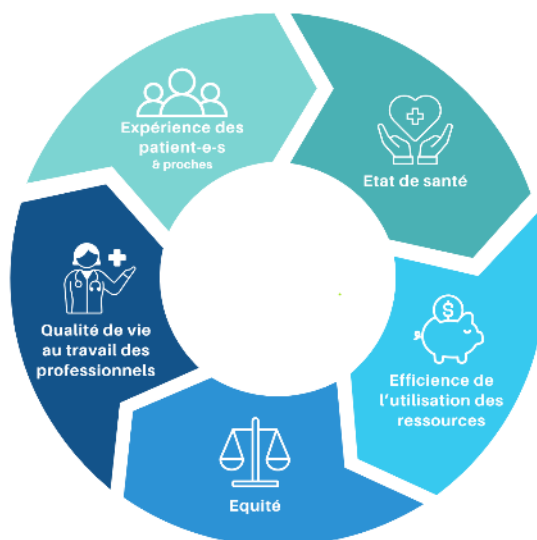 Expérience des
patient-e-s
& proches
Etat de santé
$
Efficience de
l'utilisation des
ressources
Equité
Qualité de vie
au travail des
professionnels